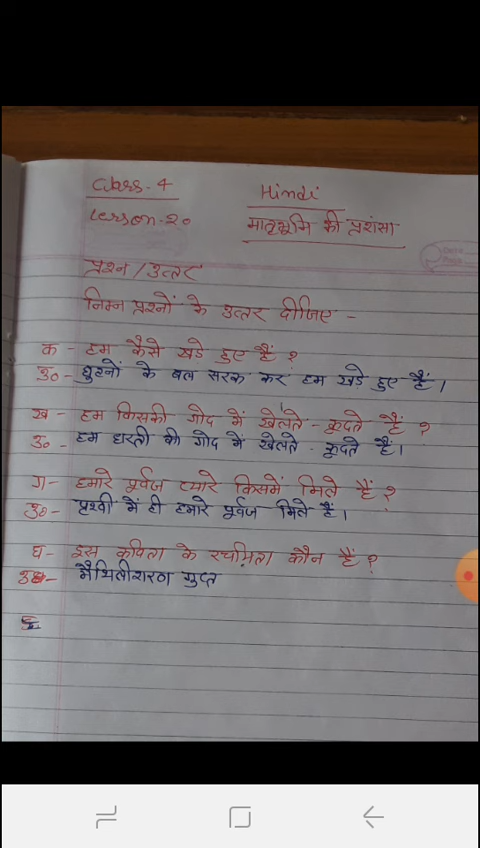 Class-4 Hindi
Lesson-20 मातृभूमि की प्रशंसा
प्रश्न/उत्तर
निम्न प्रश्नों के उत्तर दीजिए -
क- हम कैसे खडे हुए हैं ?
उ०- घुटनों के बल सरक कर हम खडे हुए हैं।
ख- हम किसकी गोद में खेलते - कूदते हैं ?
उ०- हम धरती की गोद में खेलते - कूदते हैं।
ग- हमारे पूर्वज प्यारे किसमें मिले हैं ?
उ०- पृथ्वी में ही हमारे पूर्वज मिले हैं।
घ- इस कविता के रचयिता कौन हैं ?
उ०- मैथिलीशरण गुप्त